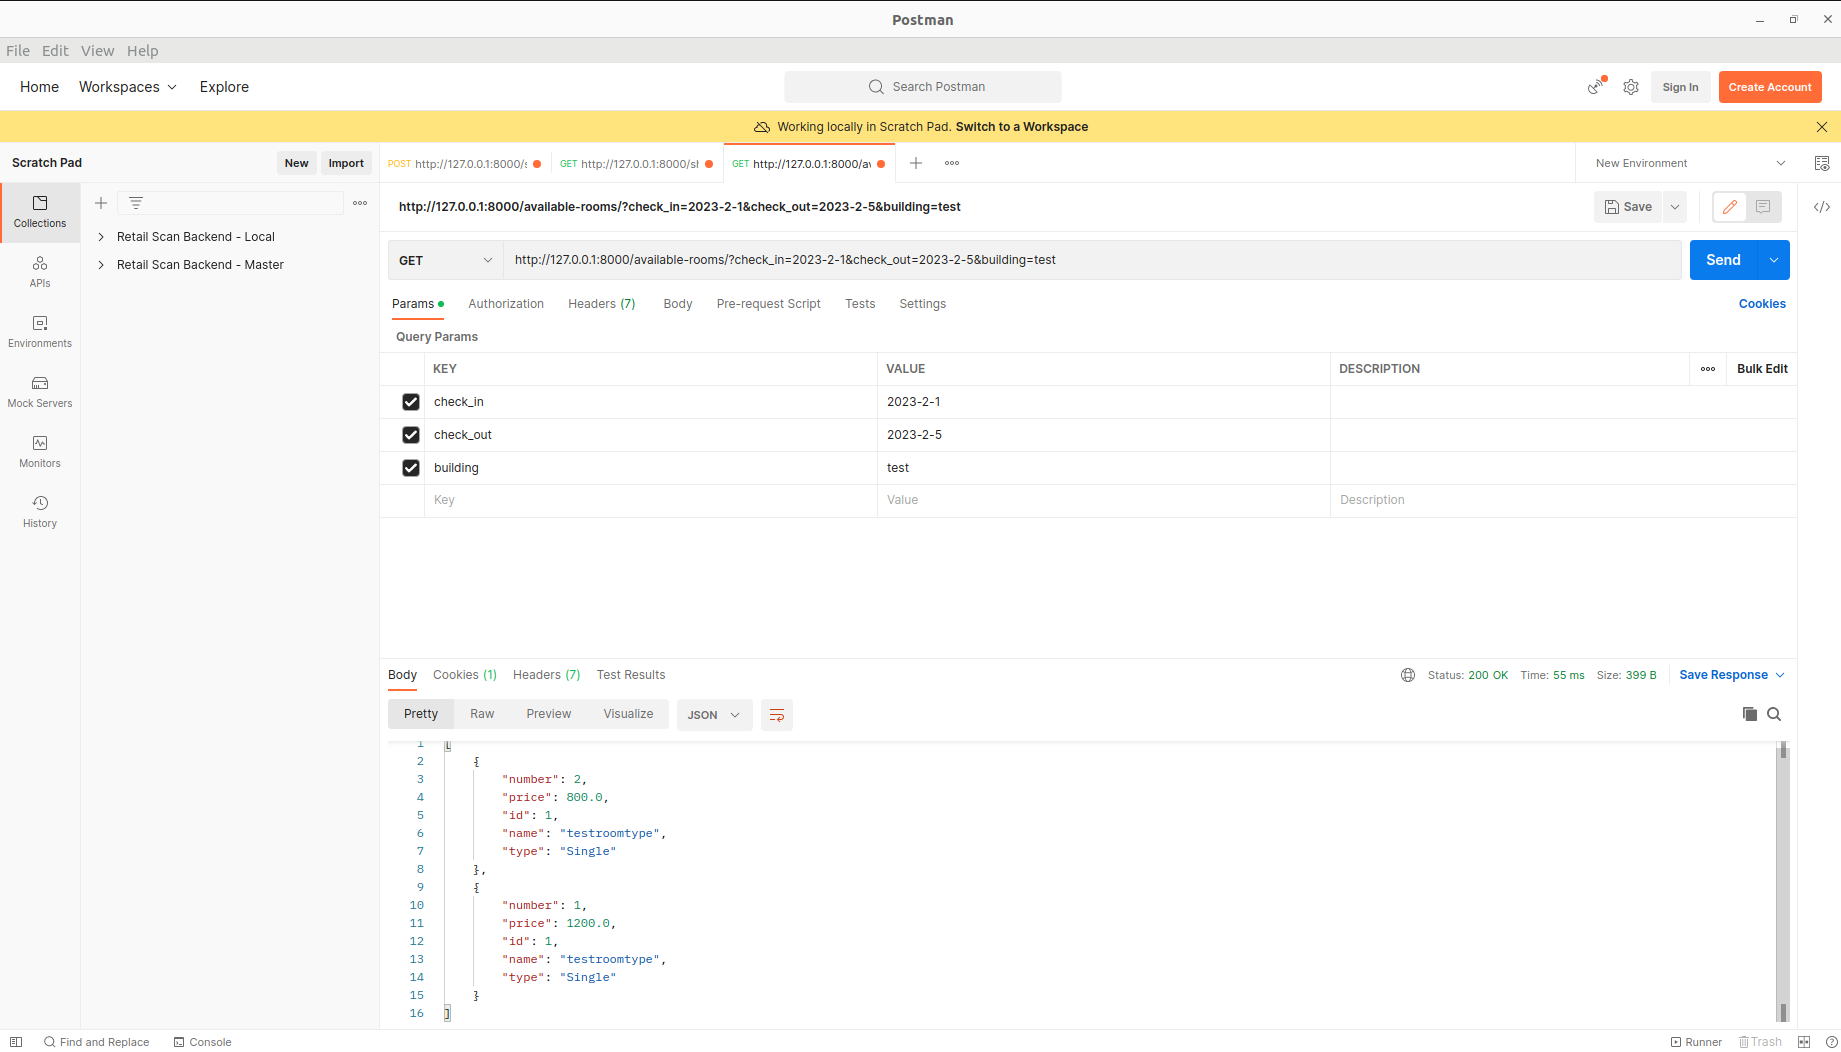 Postman
File Edit View Help
Home Workspaces Explore Search Postman Sign In Create Account
Working locally in Scratch Pad. Switch to a Workspace
Scratch Pad New Import
POST http://127.0.0.1:8000/s GET http://127.0.0.1:8000/sl GET http://127.0.0.1:8000/av New Environment
Collections
APIs
Environments
Mock Servers
Monitors
History
Retail Scan Backend - Local
Retail Scan Backend - Master
http://127.0.0.1:8000/available-rooms/?check_in=2023-2-1&check_out=2023-2-5&building=test Save
GET http://127.0.0.1:8000/available-rooms/?check_in=2023-2-1&check_out=2023-2-5&building=test Send
Params Authorization Headers (7) Body Pre-request Script Tests Settings Cookies
Query Params
KEY VALUE DESCRIPTION Bulk Edit
check_in 2023-2-1
check_out 2023-2-5
building test
Key Value Description
Body Cookies (1) Headers (7) Test Results Status: 200 OK Time: 55 ms Size: 399 B Save Response
Pretty Raw Preview Visualize JSON
1 [
2 {
3 "number": 2,
4 "price": 800.0,
5 "id": 1,
6 "name": "testroomtype",
7 "type": "Single"
8 },
9 {
10 "number": 1,
11 "price": 1200.0,
12 "id": 1,
13 "name": "testroomtype",
14 "type": "Single"
15 }
16 ]
Find and Replace Console Runner Trash